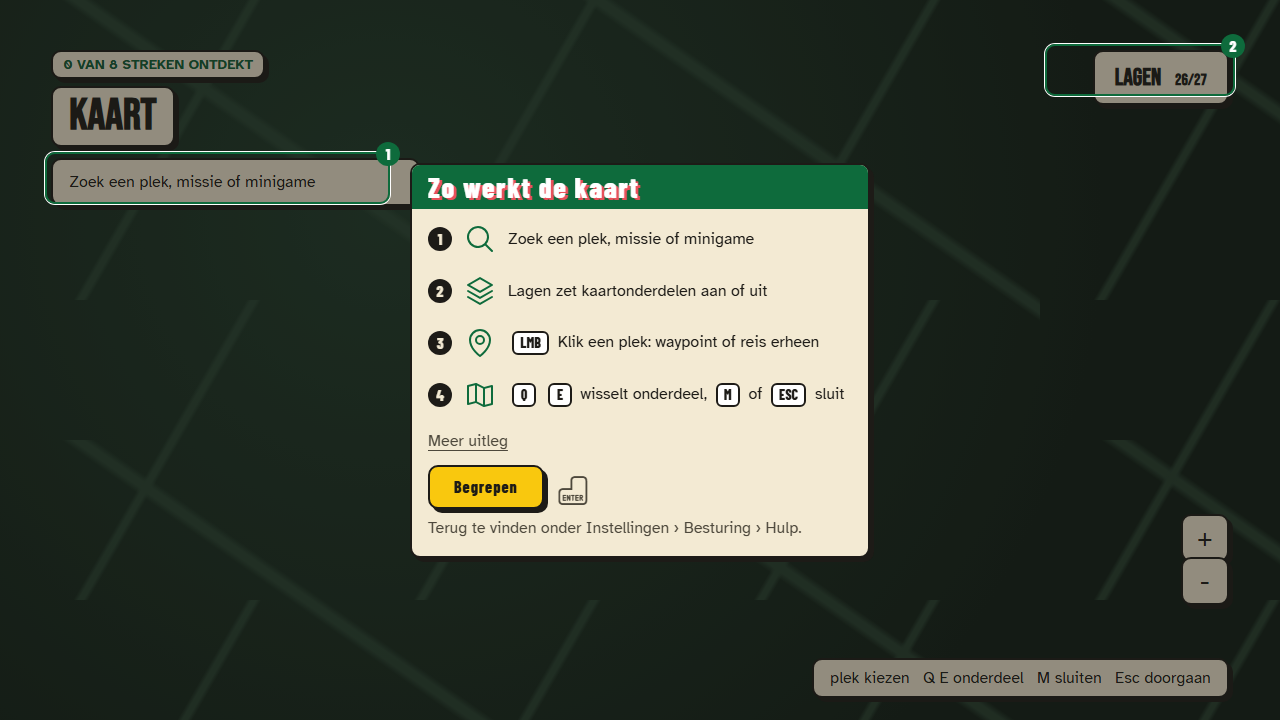 0 VAN 8 STREKEN ONTDEKT
KAART
1
Zoek een plek, missie of minigame
2
LAGEN 26/27
Zo werkt de kaart
1 Zoek een plek, missie of minigame
2 Lagen zet kaartonderdelen aan of uit
3 LMB Klik een plek: waypoint of reis erheen
4 Q E wisselt onderdeel, M of ESC sluit
Meer uitleg
Begrepen ENTER
Terug te vinden onder Instellingen › Besturing › Hulp.
+
-
plek kiezen Q E onderdeel M sluiten Esc doorgaan